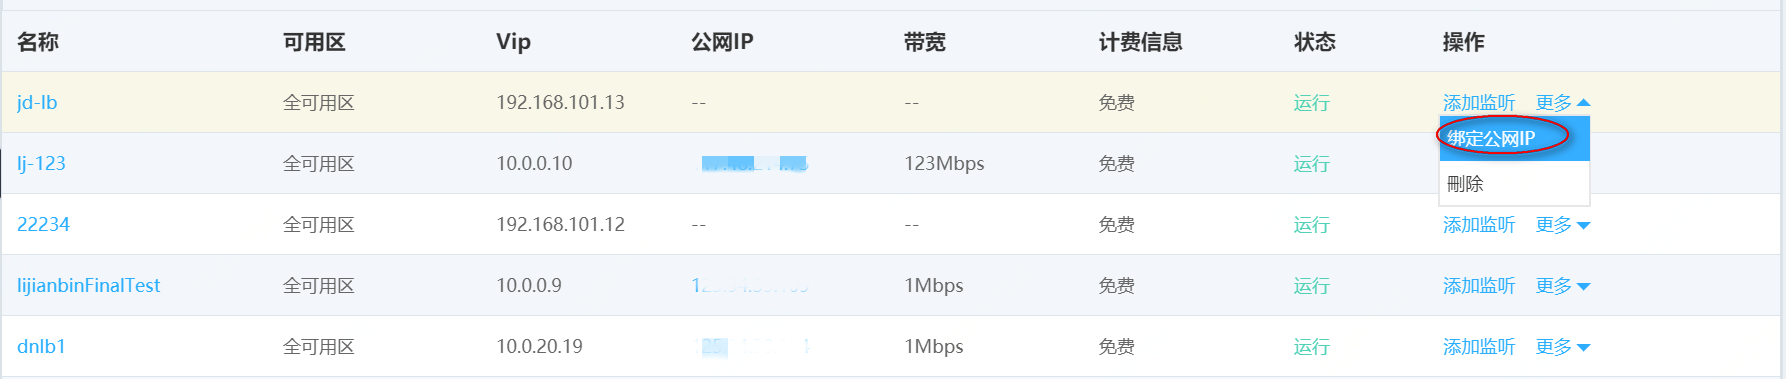 名称 可用区 Vip 公网IP 带宽 计费信息 状态 操作
jd-lb 全可用区 192.168.101.13 -- -- 免费 运行 添加监听 更多
绑定公网IP
lj-123 全可用区 10.0.0.10 123Mbps 免费 运行
刪除
22234 全可用区 192.168.101.12 -- -- 免费 运行 添加监听 更多
lijianbinFinalTest 全可用区 10.0.0.9 1Mbps 免费 运行 添加监听 更多
dnlb1 全可用区 10.0.20.19 1Mbps 免费 运行 添加监听 更多